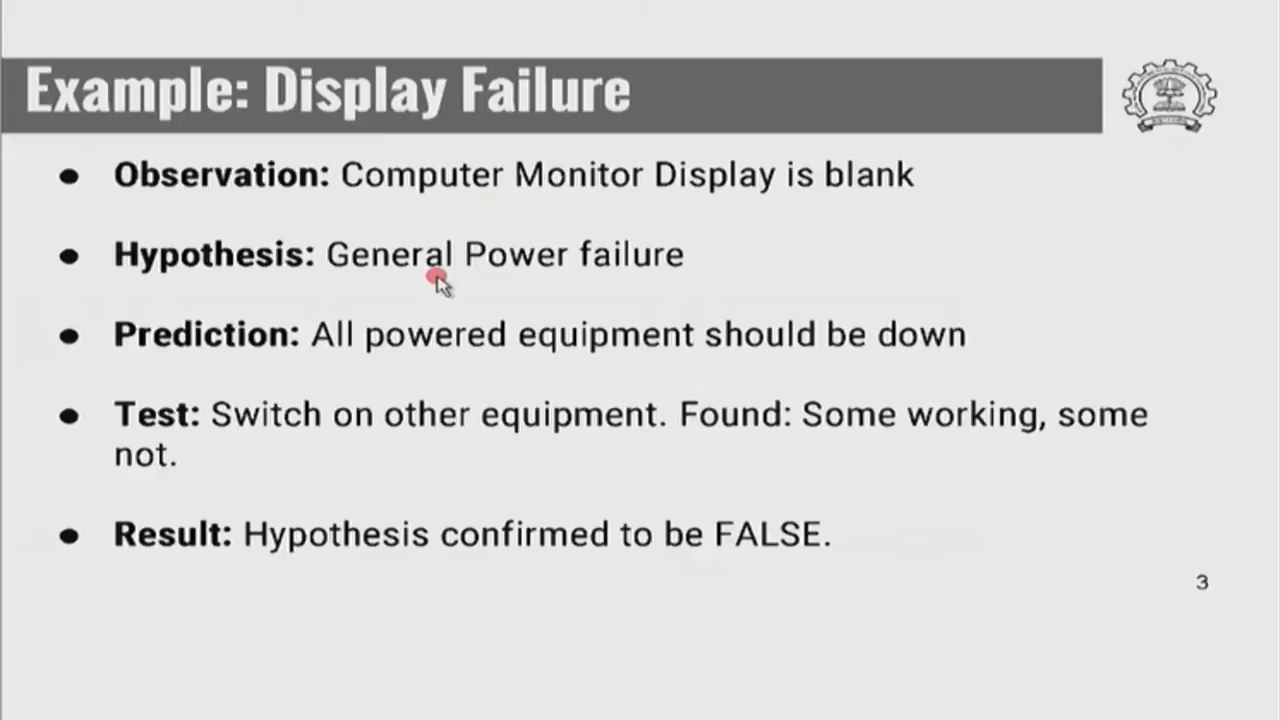 Example: Display Failure
● Observation: Computer Monitor Display is blank
● Hypothesis: General Power failure
● Prediction: All powered equipment should be down
● Test: Switch on other equipment. Found: Some working, some
not.
● Result: Hypothesis confirmed to be FALSE.
3